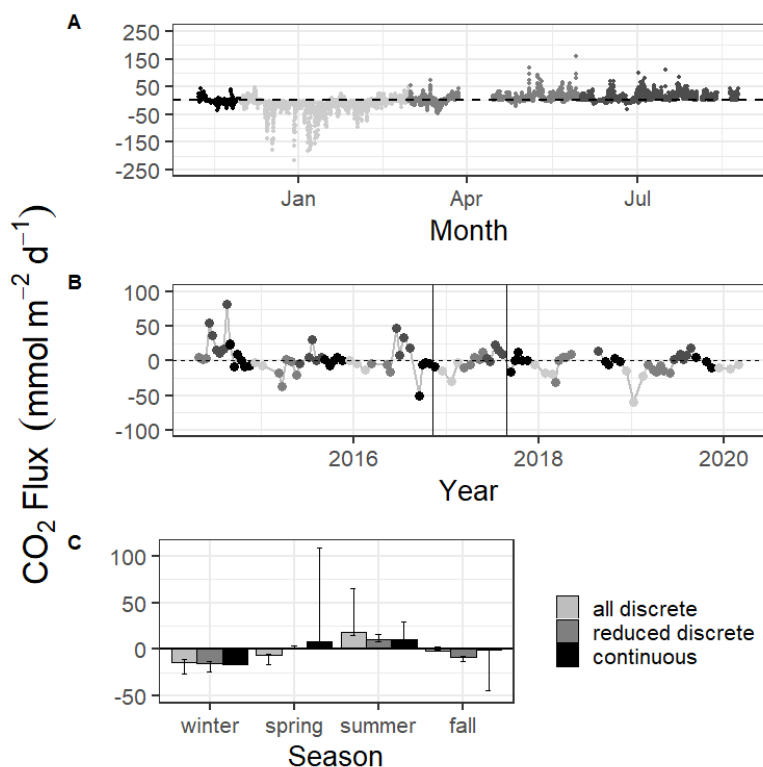 A
250
150
50
-50
-150
-250
Jan
Apr
Jul
Month
CO₂ Flux (mmol m⁻² d⁻¹)
B
100
50
0
-50
-100
2016
2018
2020
Year
C
100
50
0
-50
winter
spring
summer
fall
Season
all discrete
reduced discrete
continuous